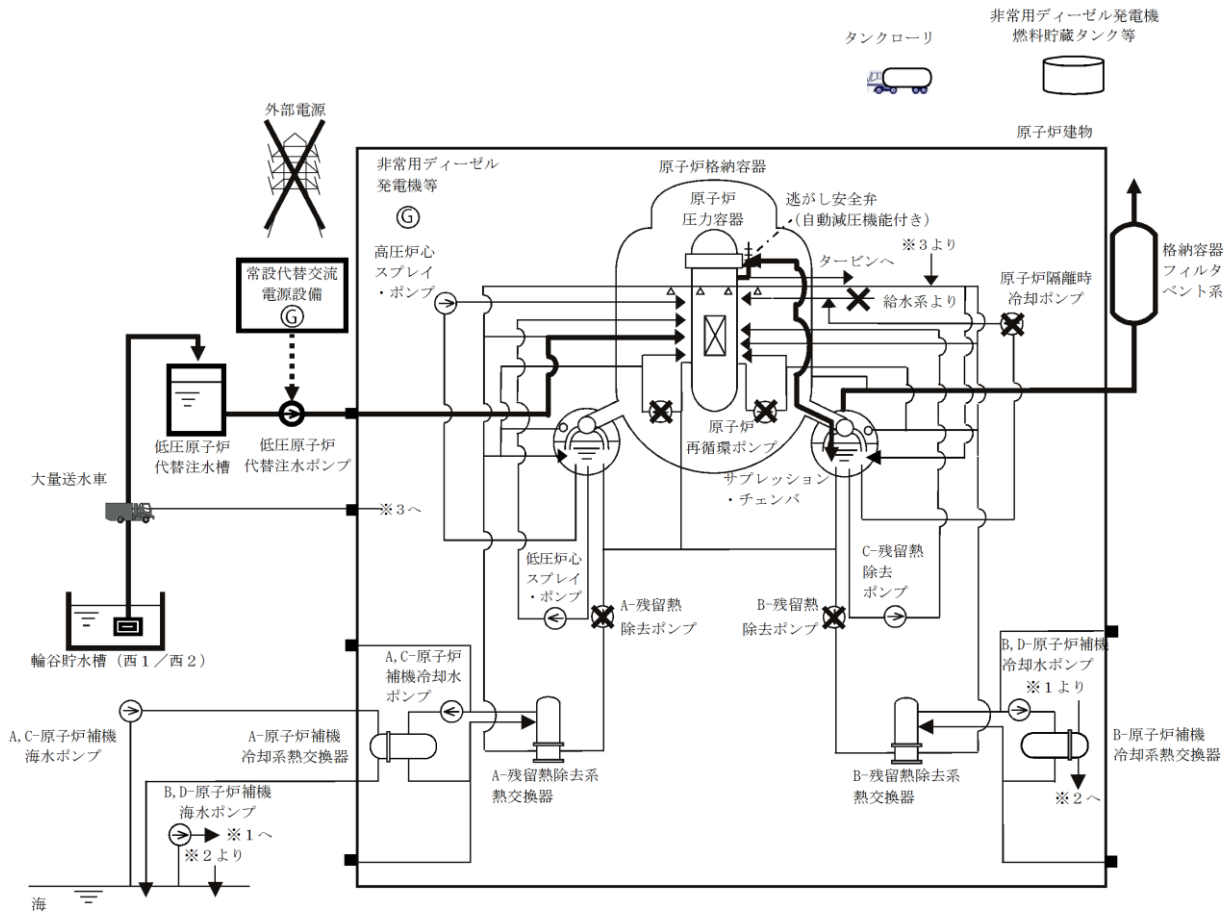 タンクローリ
非常用ディーゼル発電機
燃料貯蔵タンク等
外部電源
原子炉建物
非常用ディーゼル
発電機等
G
原子炉格納容器
原子炉
圧力容器
逃がし安全弁
(自動減圧機能付き)
※3より
タービンへ
高圧炉心
スプレイ
・ポンプ
給水系より
原子炉隔離時
冷却ポンプ
格納容器
フィルタ
ベント系
常設代替交流
電源設備
G
低圧原子炉
代替注水槽
低圧原子炉
代替注水ポンプ
原子炉
再循環ポンプ
サプレッション
・チェンバ
大量送水車
※3へ
低圧炉心
スプレイ
・ポンプ
C-残留熱
除去
ポンプ
A-残留熱
除去ポンプ
B-残留熱
除去ポンプ
輪谷貯水槽(西1/西2)
A,C-原子炉
補機冷却水
ポンプ
B,D-原子炉補機
冷却水ポンプ
※1より
A,C-原子炉補機
海水ポンプ
A-原子炉補機
冷却系熱交換器
A-残留熱除去系
熱交換器
B-残留熱除去系
熱交換器
B-原子炉補機
冷却系熱交換器
※2へ
B,D-原子炉補機
海水ポンプ
※1へ
※2より
海